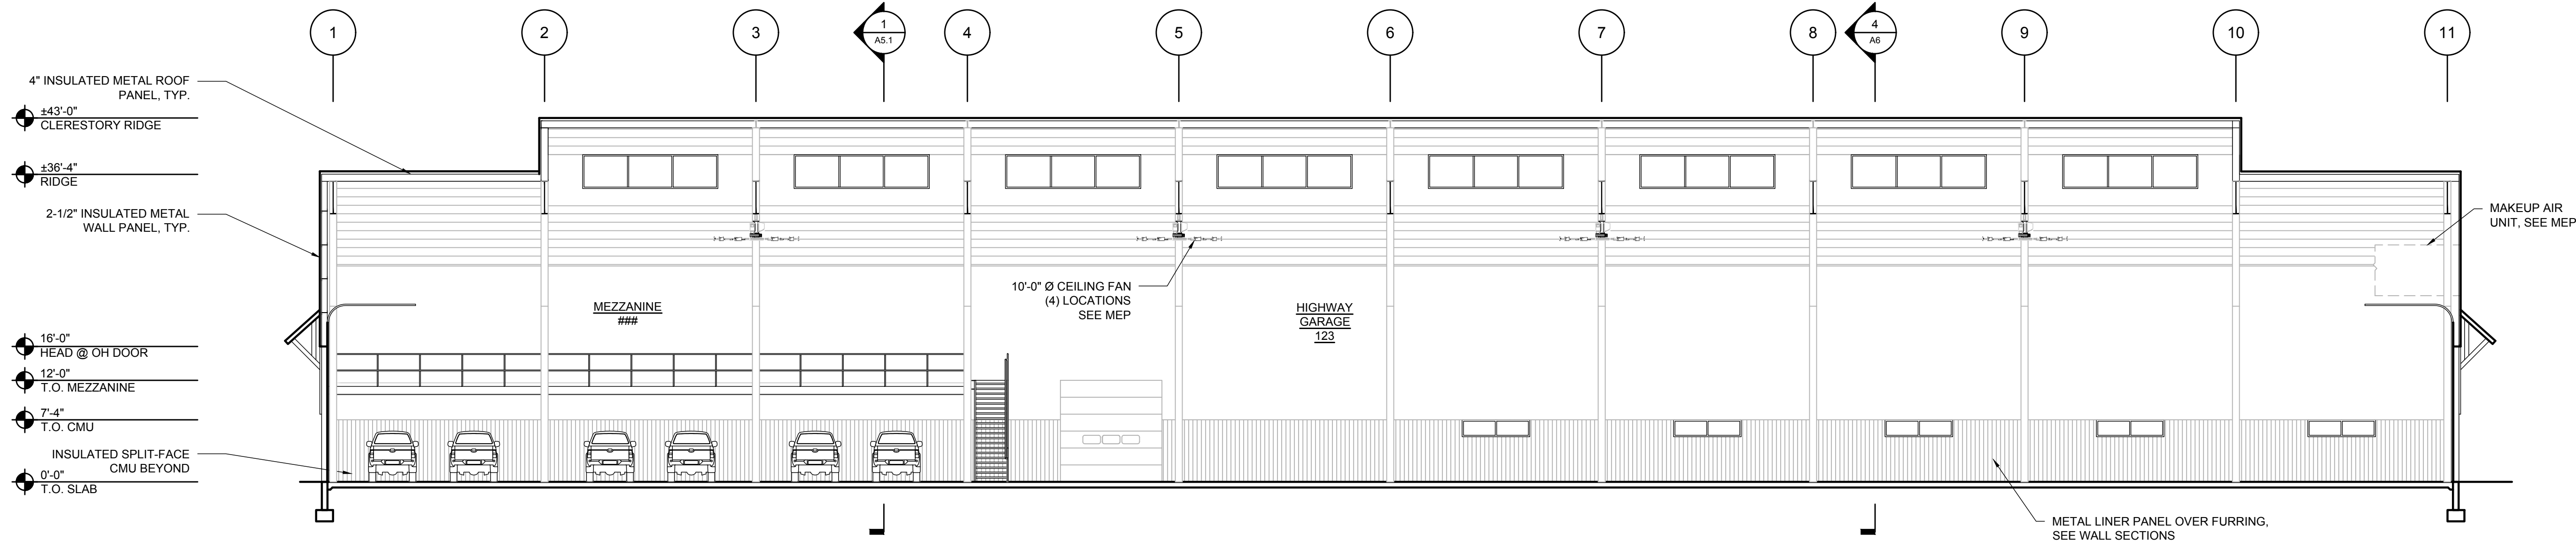 1
2
3
1
A5.1
4
5
6
7
8
4
A6
9
10
11
4" INSULATED METAL ROOF
PANEL, TYP.
±43'-0"
CLERESTORY RIDGE
±36'-4"
RIDGE
2-1/2" INSULATED METAL
WALL PANEL, TYP.
16'-0"
HEAD @ OH DOOR
12'-0"
T.O. MEZZANINE
7'-4"
T.O. CMU
INSULATED SPLIT-FACE
CMU BEYOND
0'-0"
T.O. SLAB
MEZZANINE
###
10'-0" Ø CEILING FAN
(4) LOCATIONS
SEE MEP
HIGHWAY
GARAGE
123
MAKEUP AIR
UNIT, SEE MEP
METAL LINER PANEL OVER FURRING,
SEE WALL SECTIONS